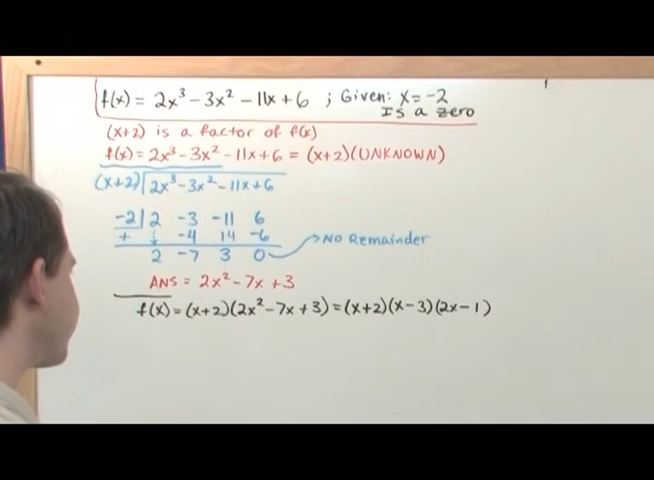 f(x) = 2x³ - 3x² - 11x + 6 ; Given: x = -2
Is a zero
(x+2) is a factor of f(x)
f(x) = 2x³ - 3x² - 11x + 6 = (x+2)(UNKNOWN)
(x+2) 2x³ - 3x² - 11x + 6
-2 | 2 -3 -11 6
+ ↓ -4 14 -6 → No Remainder
2 -7 3 0
ANS = 2x² - 7x + 3
f(x) = (x+2)(2x² - 7x + 3) = (x+2)(x-3)(2x-1)